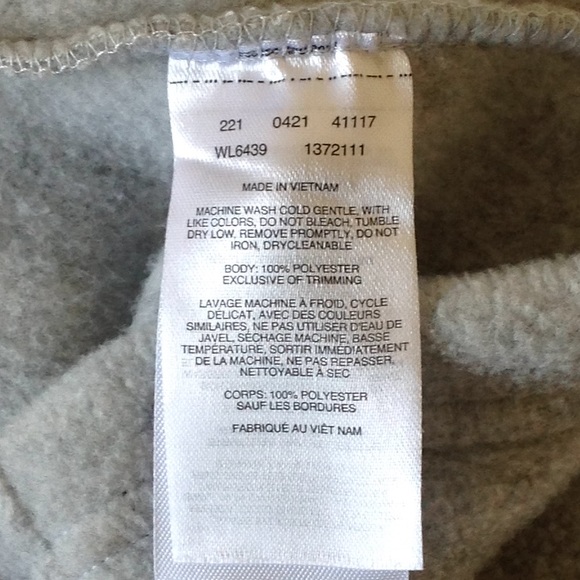 221 0421 41117
WL6439 1372111
MADE IN VIETNAM
MACHINE WASH COLD GENTLE, WITH
LIKE COLORS, DO NOT BLEACH, TUMBLE
DRY LOW, REMOVE PROMPTLY, DO NOT
IRON, DRYCLEANABLE
BODY: 100% POLYESTER
EXCLUSIVE OF TRIMMING
LAVAGE MACHINE À FROID, CYCLE
DÉLICAT, AVEC DES COULEURS
SIMILAIRES, NE PAS UTILISER D'EAU DE
JAVEL, SÉCHAGE MACHINE, BASSE
TEMPÉRATURE, SORTIR IMMÉDIATEMENT
DE LA MACHINE, NE PAS REPASSER,
NETTOYABLE À SEC
CORPS: 100% POLYESTER
SAUF LES BORDURES
FABRIQUÉ AU VIÊT NAM